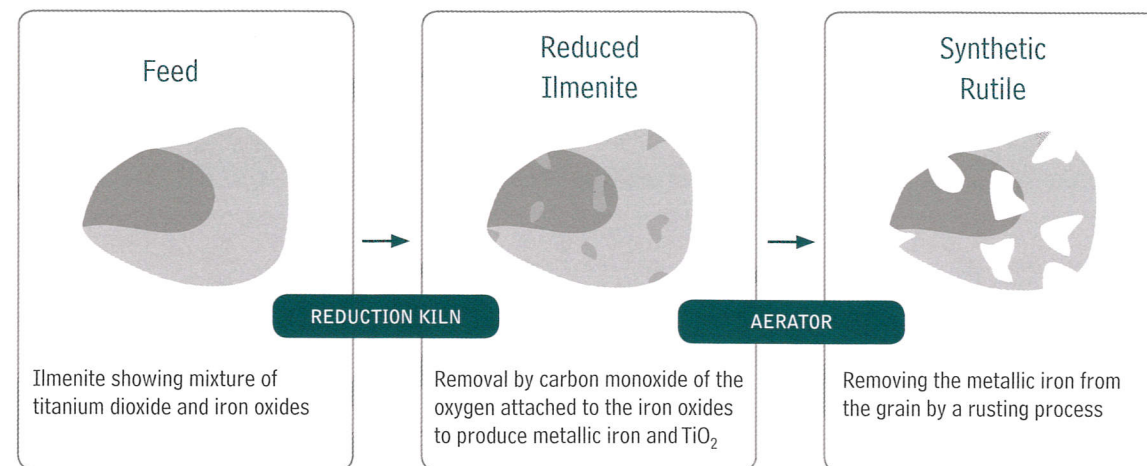 Feed
Ilmenite showing mixture of
titanium dioxide and iron oxides
REDUCTION KILN
Reduced
Ilmenite
Removal by carbon monoxide of the
oxygen attached to the iron oxides
to produce metallic iron and TiO₂
AERATOR
Synthetic
Rutile
Removing the metallic iron from
the grain by a rusting process